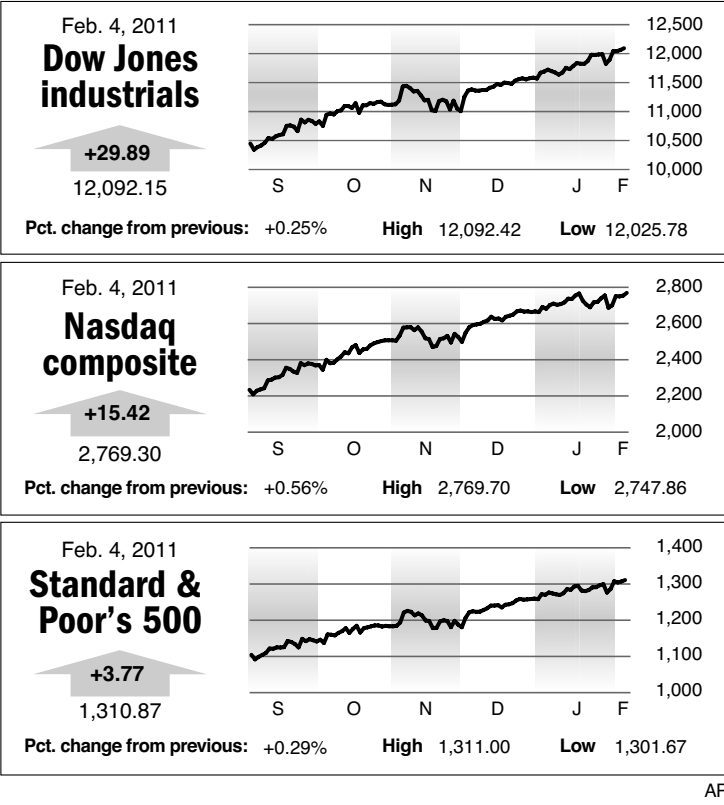 Feb. 4, 2011
Dow Jones
industrials
+29.89
12,092.15
12,500
12,000
11,500
11,000
10,500
10,000
S O N D J F
Pct. change from previous: +0.25% High 12,092.42 Low 12,025.78
Feb. 4, 2011
Nasdaq
composite
+15.42
2,769.30
2,800
2,600
2,400
2,200
2,000
S O N D J F
Pct. change from previous: +0.56% High 2,769.70 Low 2,747.86
Feb. 4, 2011
Standard &
Poor's 500
+3.77
1,310.87
1,400
1,300
1,200
1,100
1,000
S O N D J F
Pct. change from previous: +0.29% High 1,311.00 Low 1,301.67
AP